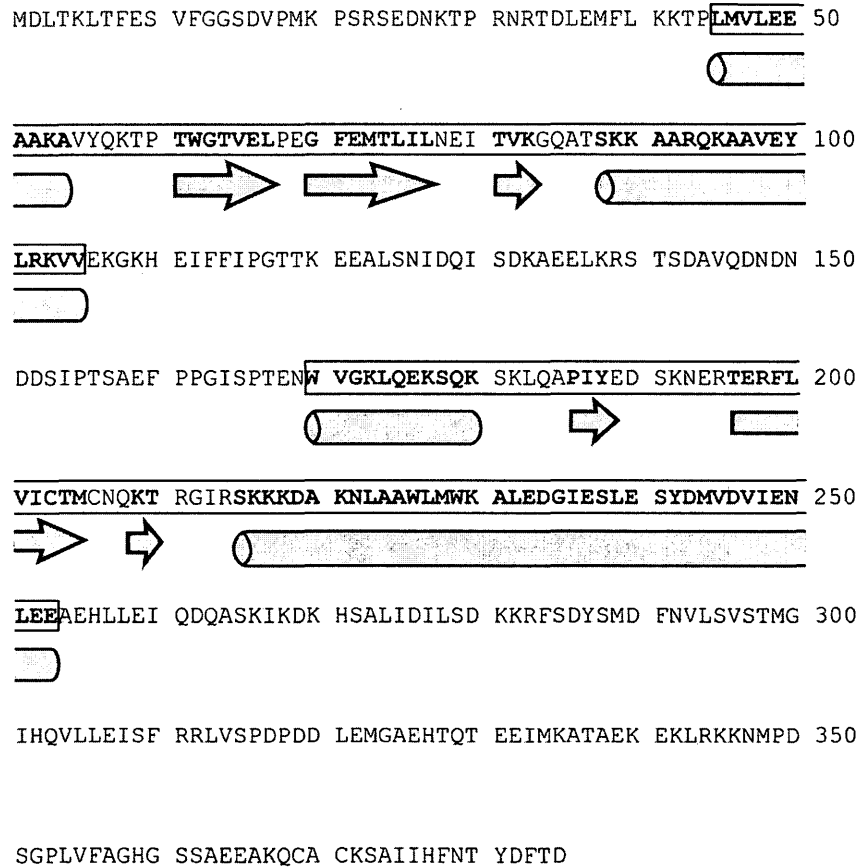 MDLTKLTFES VFGGSDVPMK PSRSEDNKTP RNRTDLEMFL KKTPLMVLEE 50
AAKAVYQKTP TWGTVELPEG FEMTLILNEI TVKGQATSKK AARQKAAVEY 100
LRKVVEKGKH EIFFIPGTTK EEALSNIDQI SDKAEELKRS TSDAVQDNDN 150
DDSIPTSAEF PPGISPTENW VGKLQEKSQK SKLQAPIYED SKNERTERFL 200
VICTMCNQKT RGIRSKKKDA KNLAAWLMWK ALEDGIESLE SYDMVDVIEN 250
LEEAEHLLEI QDQASKIKDK HSALIDILSD KKRFSDYSMD FNVLSVSTMG 300
IHQVLLEISF RRLVSPDPDD LEMGAEHTQT EEIMKATAEK EKLRKKNMPD 350
SGPLVFAGHG SSAEEAKQCA CKSAIIHFNT YDFTD